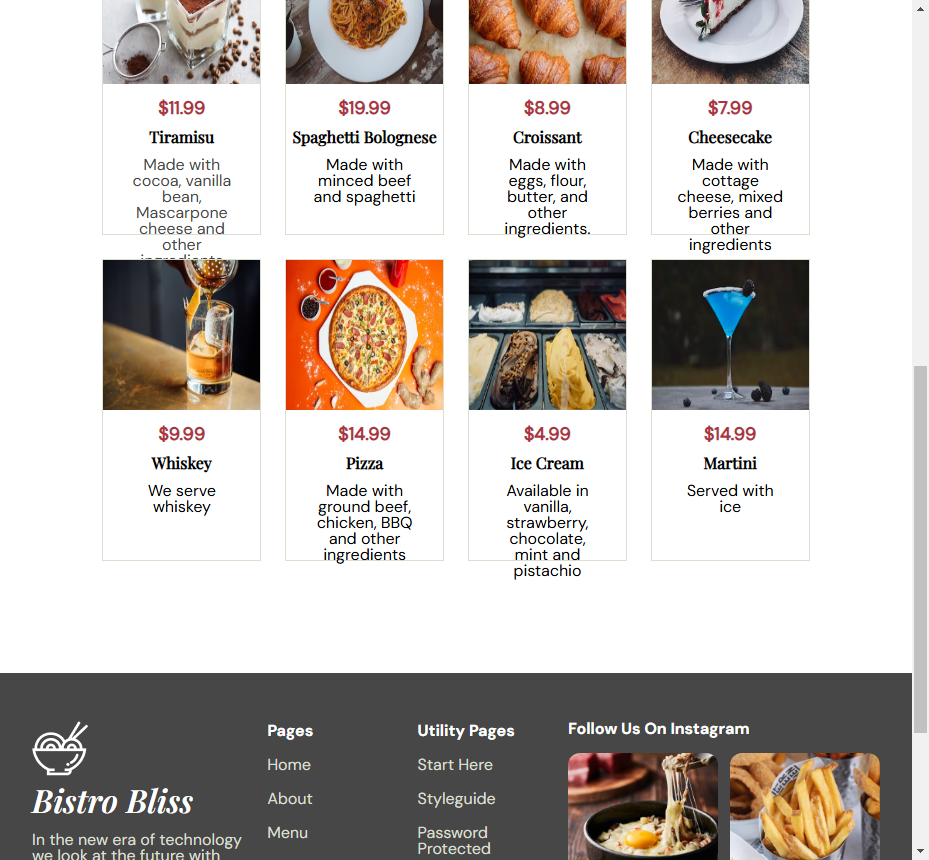 $11.99
Tiramisu
Made with
cocoa, vanilla
bean,
Mascarpone
cheese and
other
ingredients
$19.99
Spaghetti Bolognese
Made with
minced beef
and spaghetti
$8.99
Croissant
Made with
eggs, flour,
butter, and
other
ingredients.
$7.99
Cheesecake
Made with
cottage
cheese, mixed
berries and
other
ingredients
$9.99
Whiskey
We serve
whiskey
$14.99
Pizza
Made with
ground beef,
chicken, BBQ
and other
ingredients
$4.99
Ice Cream
Available in
vanilla,
strawberry,
chocolate,
mint and
pistachio
$14.99
Martini
Served with
ice
Bistro Bliss
In the new era of technology
we look at the future with
Pages
Home
About
Menu
Utility Pages
Start Here
Styleguide
Password
Protected
Follow Us On Instagram